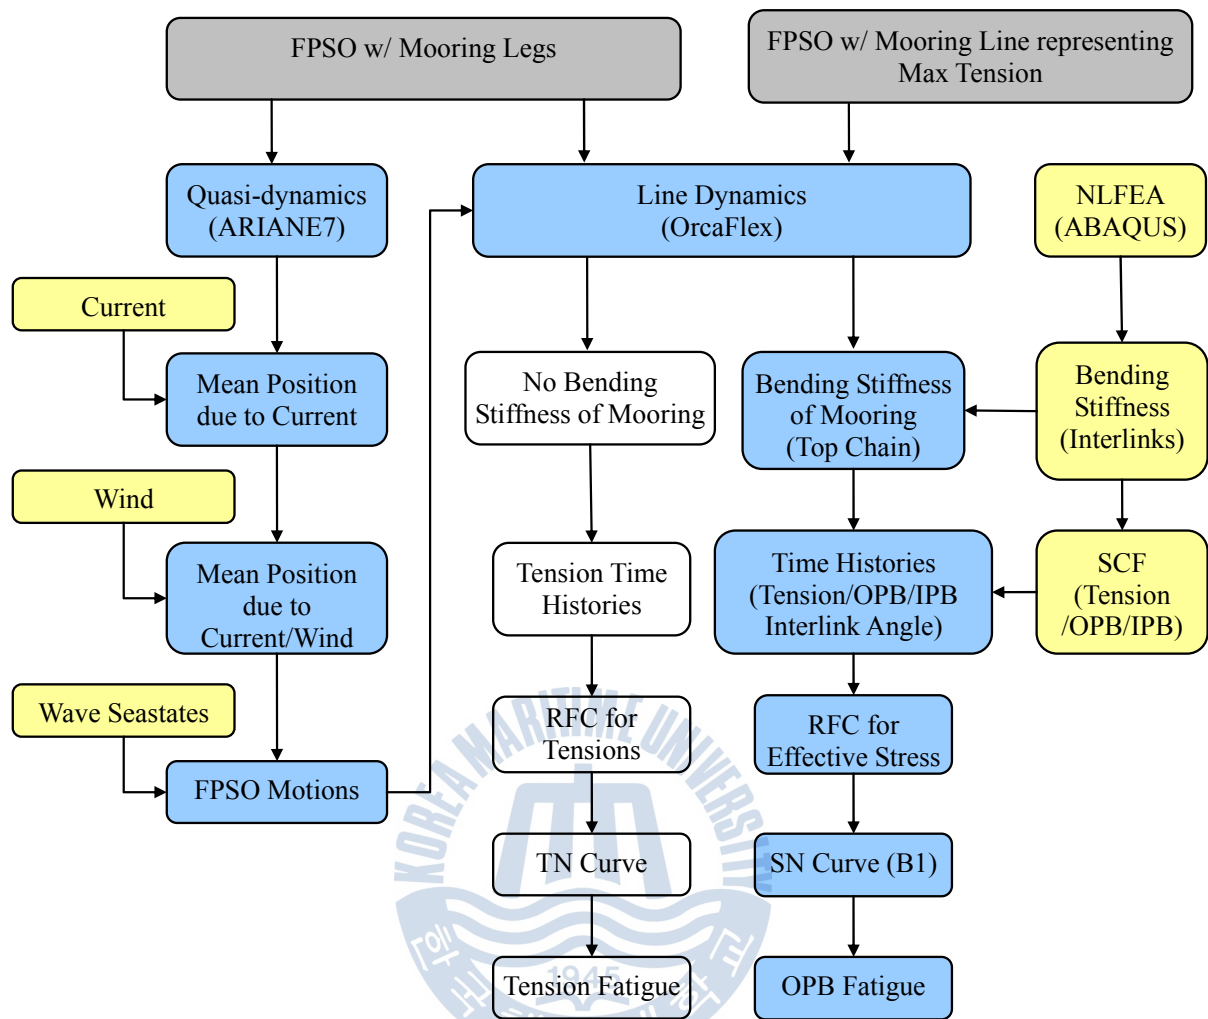 FPSO w/ Mooring Legs
FPSO w/ Mooring Line representing
Max Tension
Quasi-dynamics
(ARIANE7)
Line Dynamics
(OrcaFlex)
NLFEA
(ABAQUS)
Current
Mean Position
due to Current
No Bending
Stiffness of Mooring
Bending Stiffness
of Mooring
(Top Chain)
Bending
Stiffness
(Interlinks)
Wind
Mean Position
due to
Current/Wind
Tension Time
Histories
Time Histories
(Tension/OPB/IPB
Interlink Angle)
SCF
(Tension
/OPB/IPB)
Wave Seastates
FPSO Motions
RFC for
Tensions
RFC for
Effective Stress
TN Curve
SN Curve (B1)
Tension Fatigue
OPB Fatigue
KOREA MARITIME UNIVERSITY
1945